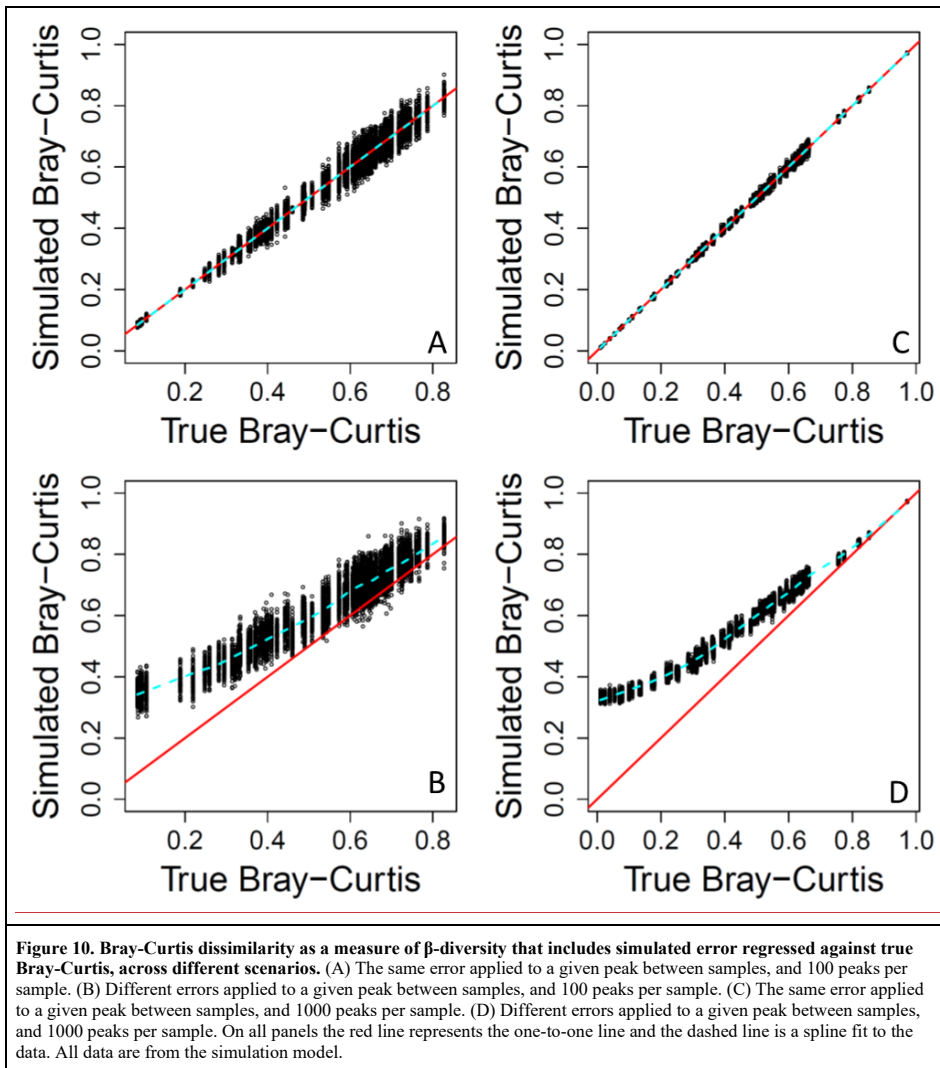 Simulated Bray−Curtis
0.0 0.2 0.4 0.6 0.8 1.0
A
0.2 0.4 0.6 0.8
True Bray−Curtis
Simulated Bray−Curtis
0.0 0.2 0.4 0.6 0.8 1.0
C
0.0 0.2 0.4 0.6 0.8 1.0
True Bray−Curtis
Simulated Bray−Curtis
0.0 0.2 0.4 0.6 0.8 1.0
B
0.2 0.4 0.6 0.8
True Bray−Curtis
Simulated Bray−Curtis
0.0 0.2 0.4 0.6 0.8 1.0
D
0.0 0.2 0.4 0.6 0.8 1.0
True Bray−Curtis
Figure 10. Bray-Curtis dissimilarity as a measure of β-diversity that includes simulated error regressed against true
Bray-Curtis, across different scenarios. (A) The same error applied to a given peak between samples, and 100 peaks per
sample. (B) Different errors applied to a given peak between samples, and 100 peaks per sample. (C) The same error applied
to a given peak between samples, and 1000 peaks per sample. (D) Different errors applied to a given peak between samples,
and 1000 peaks per sample. On all panels the red line represents the one-to-one line and the dashed line is a spline fit to the
data. All data are from the simulation model.